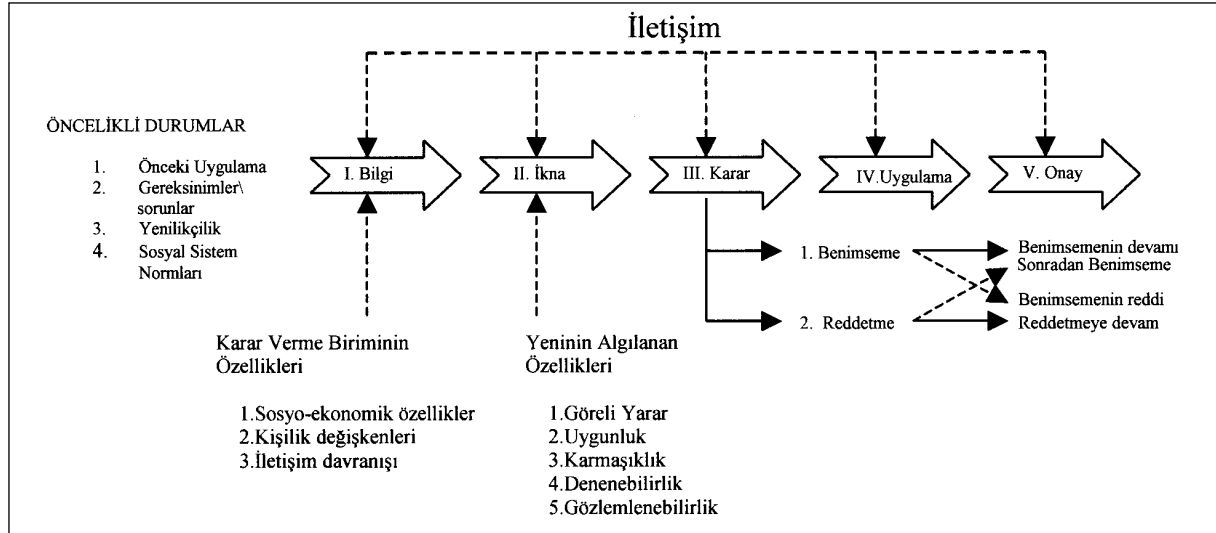 İletişim
ÖNCELİKLİ DURUMLAR
1. Önceki Uygulama
2. Gereksinimler\
sorunlar
3. Yenilikçilik
4. Sosyal Sistem
Normları
I. Bilgi
II. İkna
III. Karar
IV.Uygulama
V. Onay
1. Benimseme
2. Reddetme
Benimsemenin devamı
Sonradan Benimseme
Benimsemenin reddi
Reddetmeye devam
Karar Verme Biriminin
Özellikleri
1.Sosyo-ekonomik özellikler
2.Kişilik değişkenleri
3.İletişim davranışı
Yeninin Algılanan
Özellikleri
1.Göreli Yarar
2.Uygunluk
3.Karmaşıklık
4.Denenebilirlik
5.Gözlemlenebilirlik